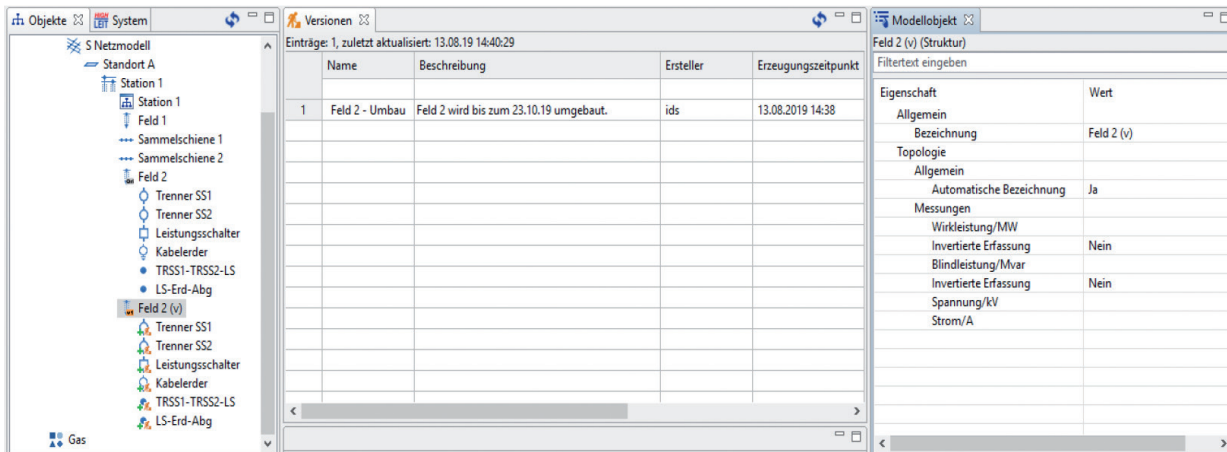 Objekte
HIGH LEIT System
S Netzmodell
Standort A
Station 1
Station 1
Feld 1
Sammelschiene 1
Sammelschiene 2
Feld 2
Trenner SS1
Trenner SS2
Leistungsschalter
Kabelerder
TRSS1-TRSS2-LS
LS-Erd-Abg
Feld 2 (v)
Trenner SS1
Trenner SS2
Leistungsschalter
Kabelerder
TRSS1-TRSS2-LS
LS-Erd-Abg
Gas
Versionen
Einträge: 1, zuletzt aktualisiert: 13.08.19 14:40:29
Name Beschreibung Ersteller Erzeugungszeitpunkt
1 Feld 2 - Umbau Feld 2 wird bis zum 23.10.19 umgebaut. ids 13.08.2019 14:38
Modellobjekt
Feld 2 (v) (Struktur)
Filtertext eingeben
Eigenschaft Wert
Allgemein
Bezeichnung Feld 2 (v)
Topologie
Allgemein
Automatische Bezeichnung Ja
Messungen
Wirkleistung/MW
Invertierte Erfassung Nein
Blindleistung/Mvar
Invertierte Erfassung Nein
Spannung/kV
Strom/A